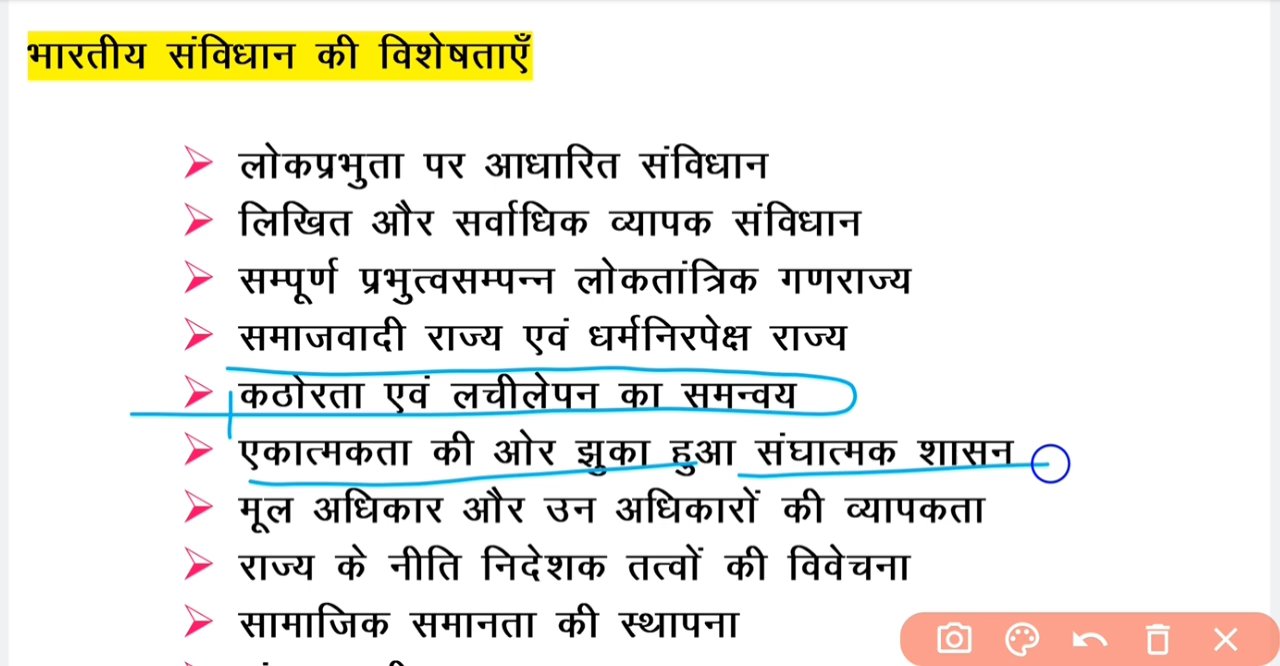 भारतीय संविधान की विशेषताएँ
लोकप्रभुता पर आधारित संविधान
लिखित और सर्वाधिक व्यापक संविधान
सम्पूर्ण प्रभुत्वसम्पन्न लोकतांत्रिक गणराज्य
समाजवादी राज्य एवं धर्मनिरपेक्ष राज्य
कठोरता एवं लचीलेपन का समन्वय
एकात्मकता की ओर झुका हुआ संघात्मक शासन
मूल अधिकार और उन अधिकारों की व्यापकता
राज्य के नीति निदेशक तत्वों की विवेचना
सामाजिक समानता की स्थापना